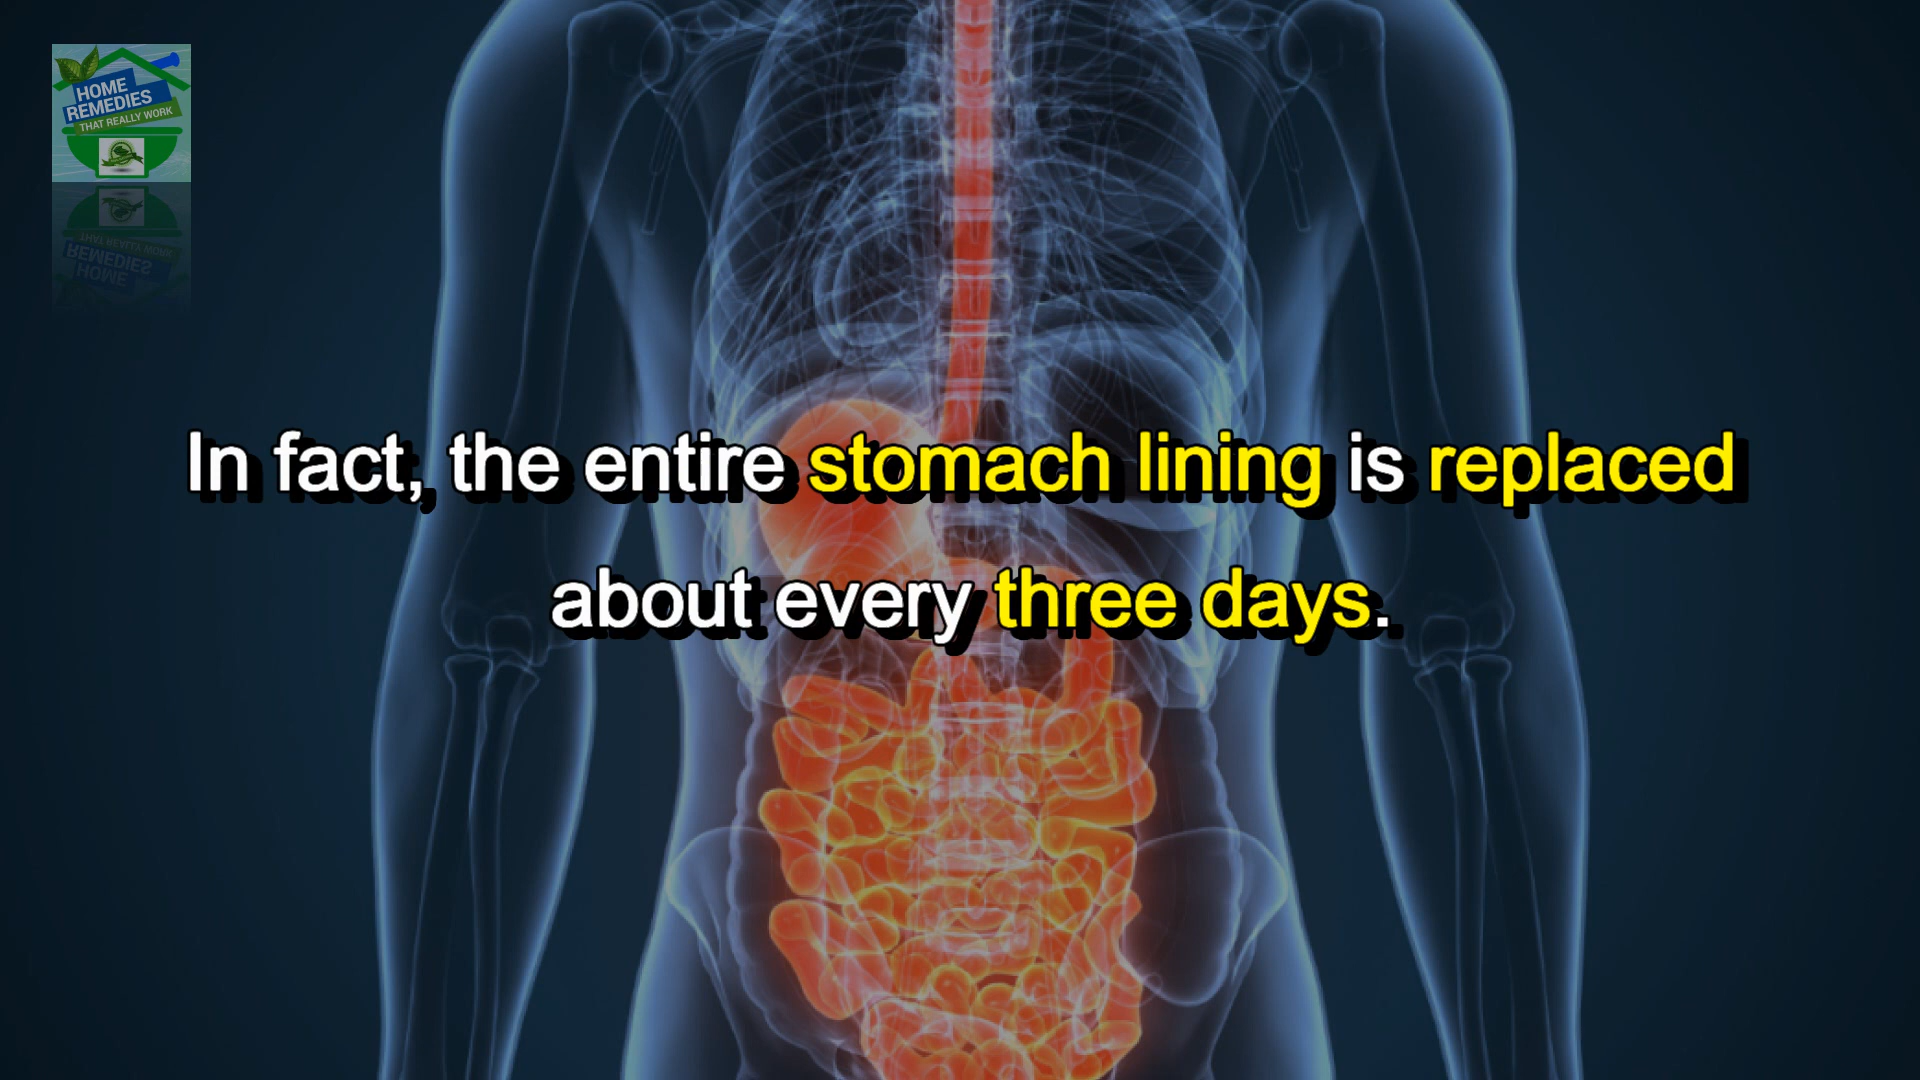 HOME
REMEDIES
THAT REALLY WORK
In fact, the entire stomach lining is replaced
about every three days.